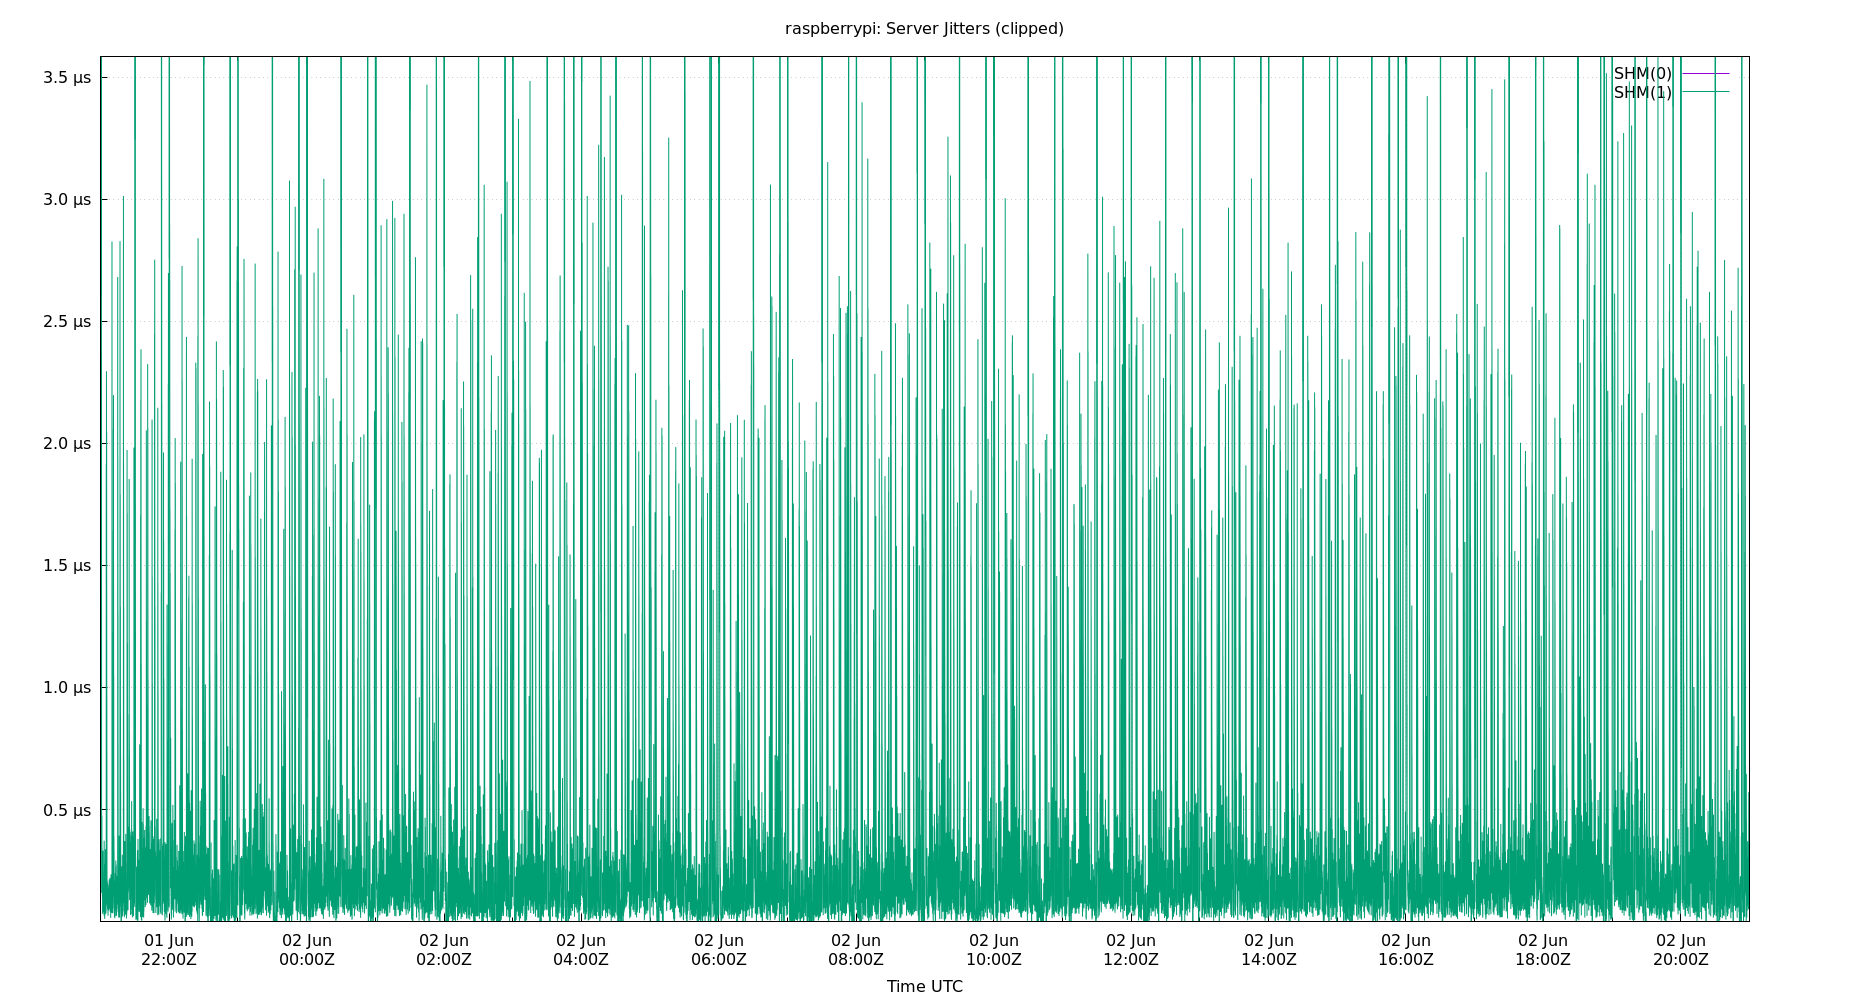 raspberrypi: Server Jitters (clipped)
3.5 µs
3.0 µs
2.5 µs
2.0 µs
1.5 µs
1.0 µs
0.5 µs
SHM(0)
SHM(1)
01 Jun 02 Jun 02 Jun 02 Jun 02 Jun 02 Jun 02 Jun 02 Jun 02 Jun 02 Jun 02 Jun 02 Jun
22:00Z 00:00Z 02:00Z 04:00Z 06:00Z 08:00Z 10:00Z 12:00Z 14:00Z 16:00Z 18:00Z 20:00Z
Time UTC